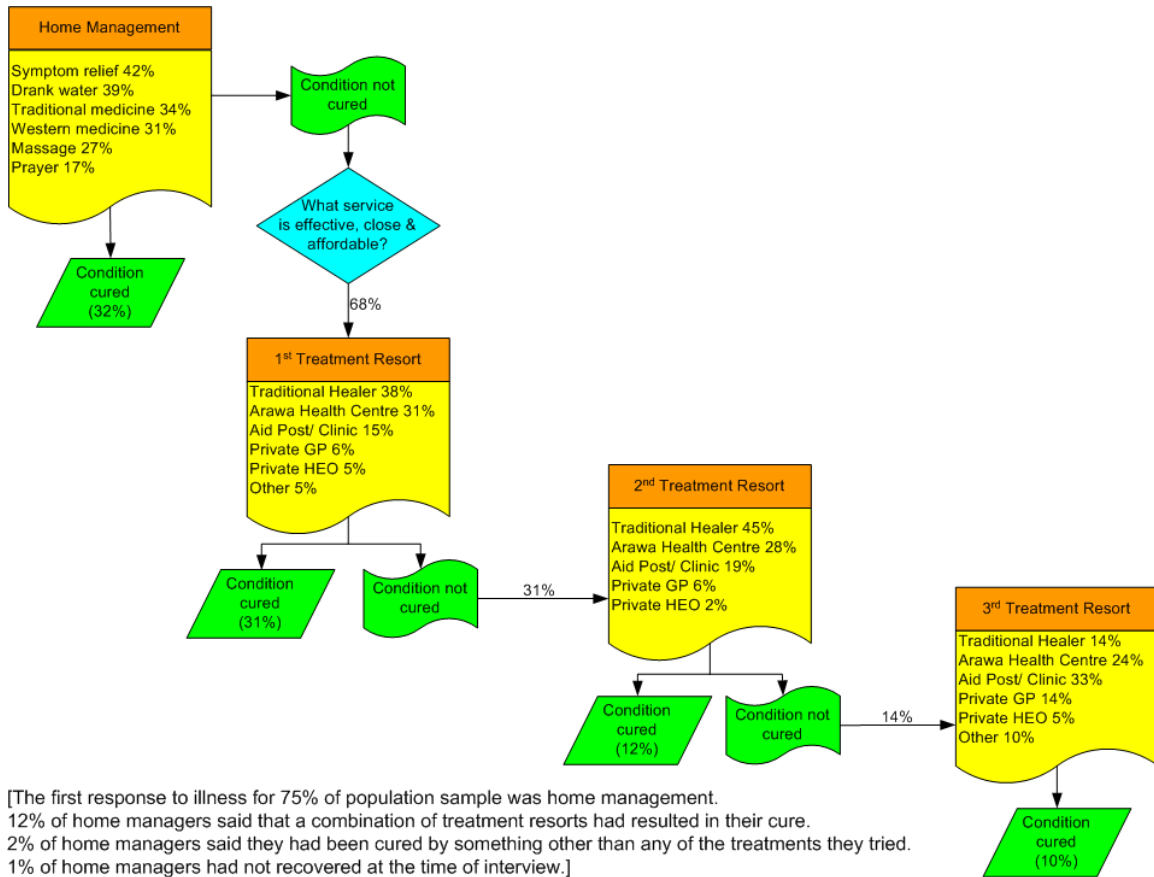 Home Management
Symptom relief 42%
Drank water 39%
Traditional medicine 34%
Western medicine 31%
Massage 27%
Prayer 17%
Condition not
cured
What service
is effective, close &
affordable?
Condition
cured
(32%)
68%
1st Treatment Resort
Traditional Healer 38%
Arawa Health Centre 31%
Aid Post/ Clinic 15%
Private GP 6%
Private HEO 5%
Other 5%
Condition
cured
(31%)
Condition not
cured
31%
2nd Treatment Resort
Traditional Healer 45%
Arawa Health Centre 28%
Aid Post/ Clinic 19%
Private GP 6%
Private HEO 2%
Condition
cured
(12%)
Condition not
cured
14%
3rd Treatment Resort
Traditional Healer 14%
Arawa Health Centre 24%
Aid Post/ Clinic 33%
Private GP 14%
Private HEO 5%
Other 10%
Condition
cured
(10%)
[The first response to illness for 75% of population sample was home management.
12% of home managers said that a combination of treatment resorts had resulted in their cure.
2% of home managers said they had been cured by something other than any of the treatments they tried.
1% of home managers had not recovered at the time of interview.]